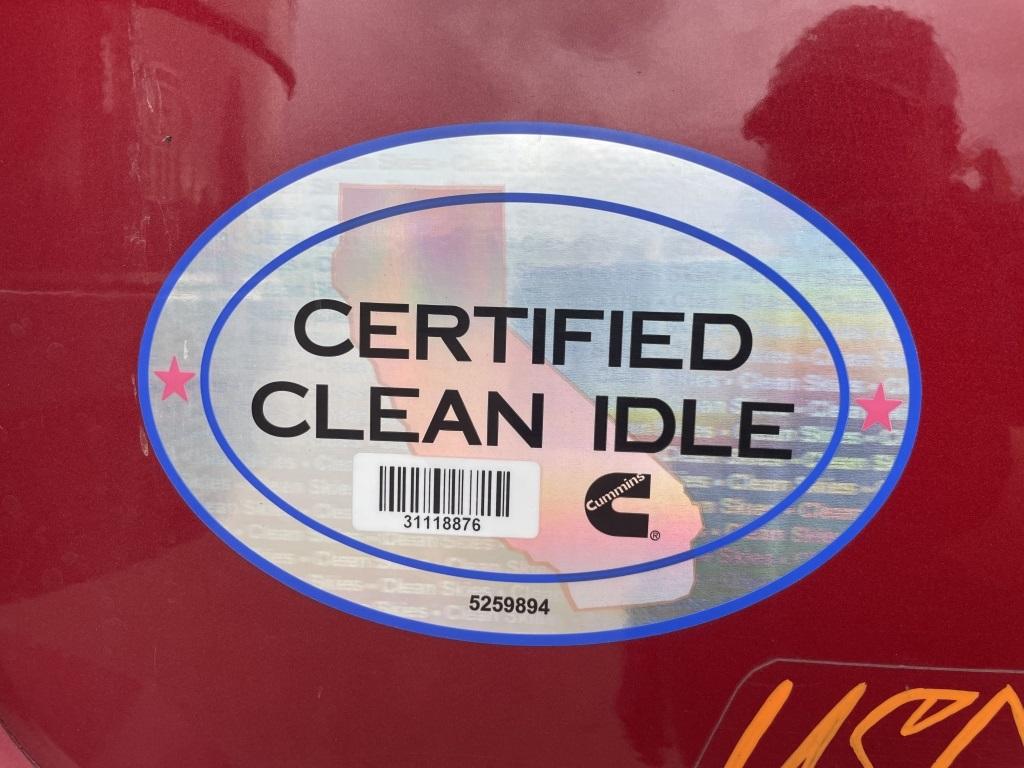 CERTIFIED
CLEAN IDLE
31118876
Cummins
®
5259894